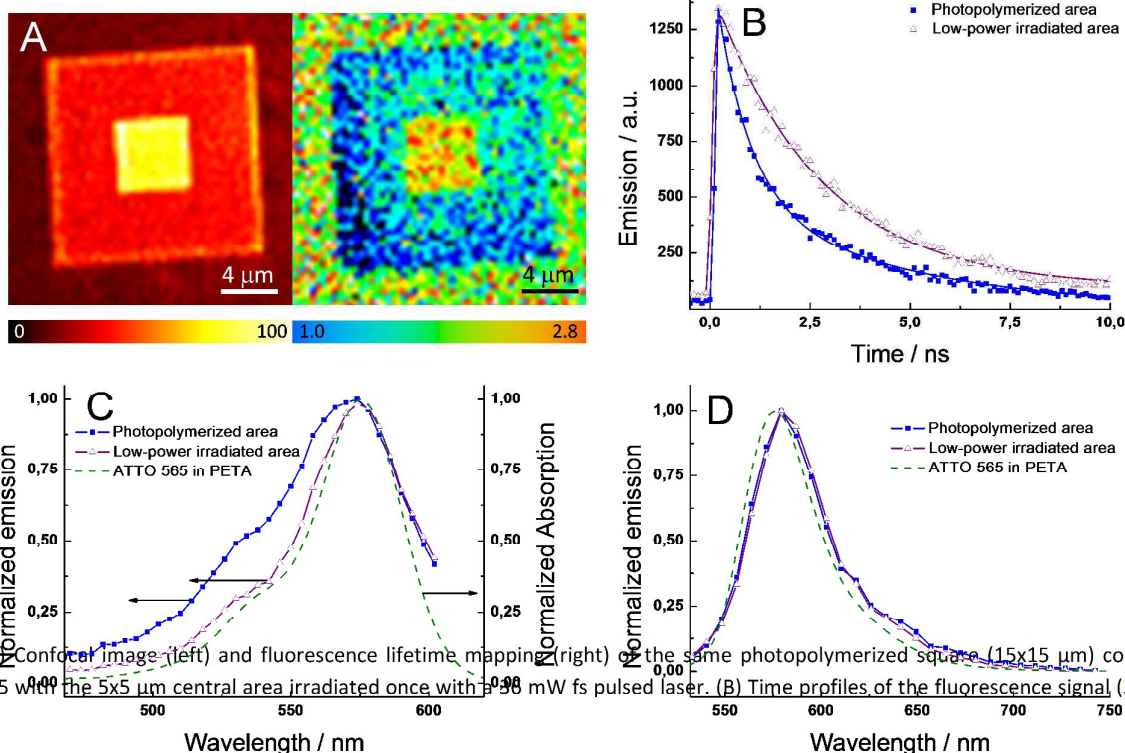 A
4 µm
4 µm
0 100 1.0 2.8
B
Photopolymerized area
Low-power irradiated area
1250
1000
750
500
250
Emission / a.u.
0,0 2,5 5,0 7,5 10,0
Time / ns
C
Photopolymerized area
Low-power irradiated area
ATTO 565 in PETA
1,00
0,75
0,50
0,25
Normalized emission
1,00
0,75
0,50
0,25
0,00
Normalized Absorption
500 550 600
Wavelength / nm
D
Photopolymerized area
Low-power irradiated area
ATTO 565 in PETA
1,00
0,75
0,50
0,25
0,00
Normalized emission
550 600 650 700 750
Wavelength / nm
Confocal image (left) and fluorescence lifetime mapping (right) of the same photopolymerized square (15x15 µm) co
5 with the 5x5 µm central area irradiated once with a mW fs pulsed laser. (B) Time profiles of the fluorescence signal (